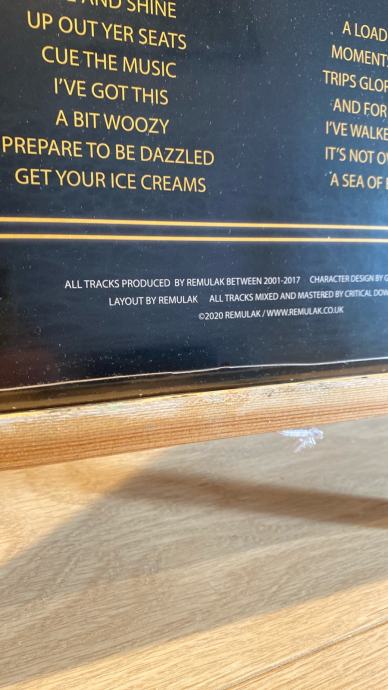 AND SHINE
UP OUT YER SEATS
CUE THE MUSIC
I'VE GOT THIS
A BIT WOOZY
PREPARE TO BE DAZZLED
GET YOUR ICE CREAMS
A LOAD
MOMENT
TRIPS
AND FOR
I'VE
IT'S NOT
A SEA OF
ALL TRACKS PRODUCED BY REMULAK BETWEEN 2001-2017 CHARACTER DESIGN BY
LAYOUT BY REMULAK ALL TRACKS MIXED AND MASTERED BY CRITICAL
©2020 REMULAK / WWW.REMULAK.CO.UK